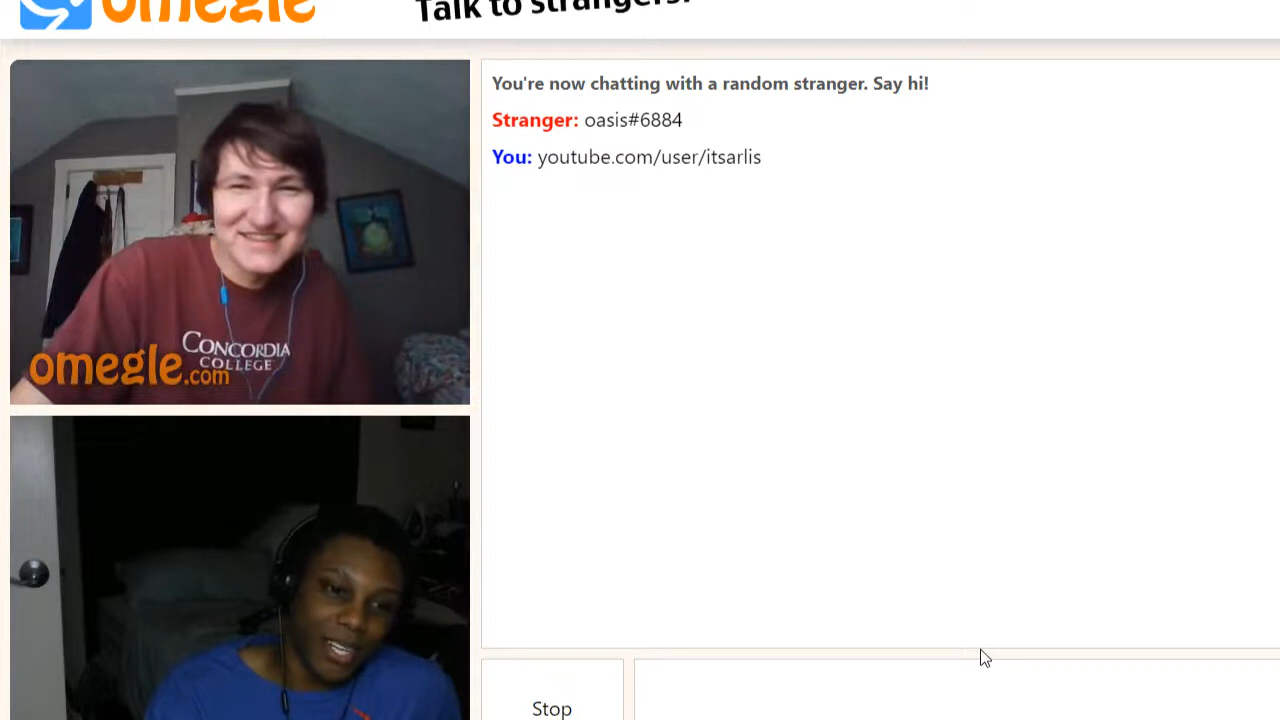 omegle
Talk to strangers!
You're now chatting with a random stranger. Say hi!
Stranger: oasis#6884
You: youtube.com/user/itsarlis
CONCORDIA
COLLEGE
omegle.com
Stop